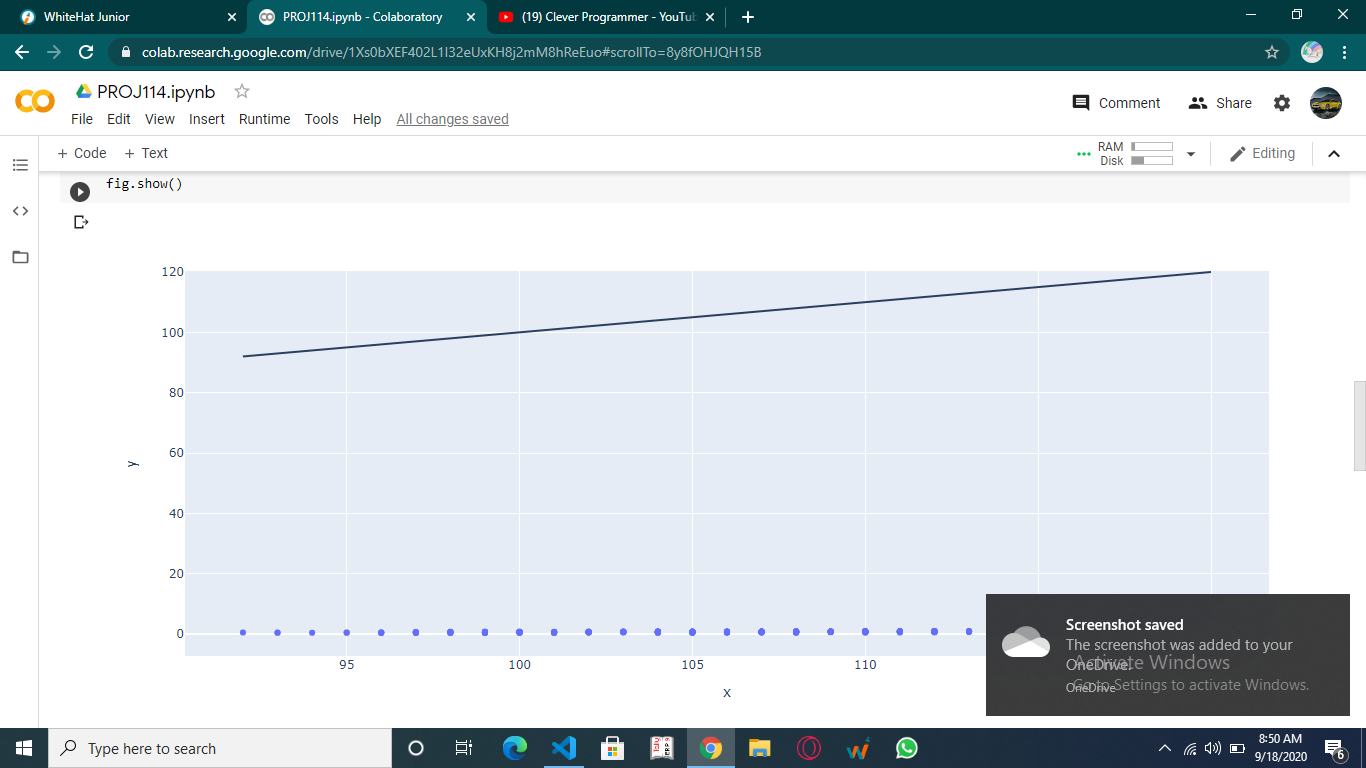 WhiteHat Junior
PROJ114.ipynb - Colaboratory
(19) Clever Programmer - YouTub
colab.research.google.com/drive/1Xs0bXEF402L1I32eUxKH8j2mM8hReEuo#scrollTo=8y8fOHJQH15B
PROJ114.ipynb
Comment
Share
File Edit View Insert Runtime Tools Help All changes saved
+ Code + Text
RAM
Disk
Editing
fig.show()
120
100
80
60
40
20
0
y
95 100 105 110
x
Screenshot saved
The screenshot was added to your
OneDrive.
OneDrive
Activate Windows
Go to Settings to activate Windows.
Type here to search
8:50 AM
9/18/2020
6